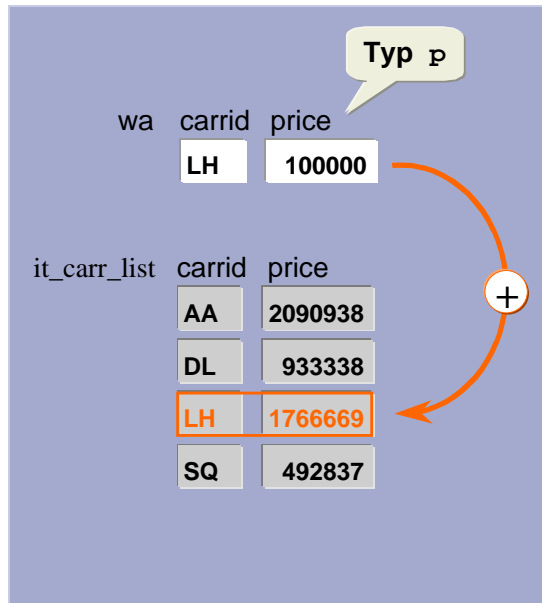 Typ p
wa carrid price
LH 100000
it_carr_list carrid price
AA 2090938
+
DL 933338
LH 1766669
SQ 492837